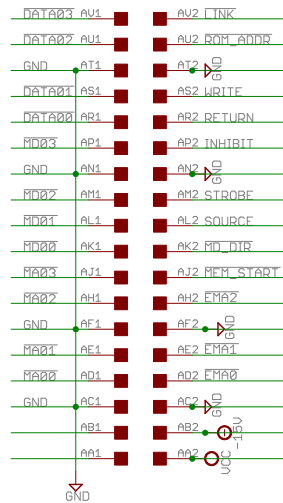 DATA03 AV1 AV2 LINK
DATA02 AU1 AU2 ROM_ADDR
GND AT1 AT2 GND
DATA01 AS1 AS2 WRITE
DATA00 AR1 AR2 RETURN
MD03 AP1 AP2 INHIBIT
GND AN1 AN2 GND
MD02 AM1 AM2 STROBE
MD01 AL1 AL2 SOURCE
MD00 AK1 AK2 MD_DIR
MA03 AJ1 AJ2 MEM_START
MA02 AH1 AH2 EMA2
GND AF1 AF2 GND
MA01 AE1 AE2 EMA1
MA00 AD1 AD2 EMA0
GND AC1 AC2 GND
AB1 AB2 -15V
AA1 AA2 VCC
GND